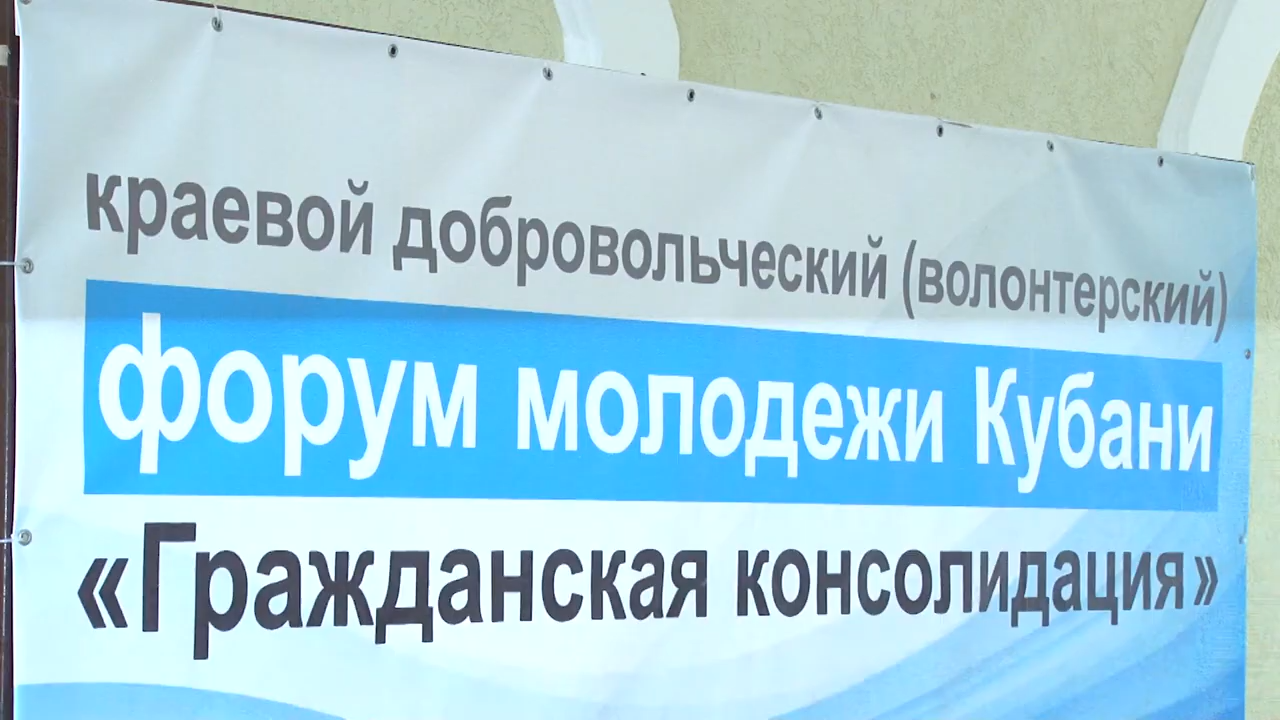 краевой добровольческий (волонтерский)
форум молодежи Кубани
«Гражданская консолидация»